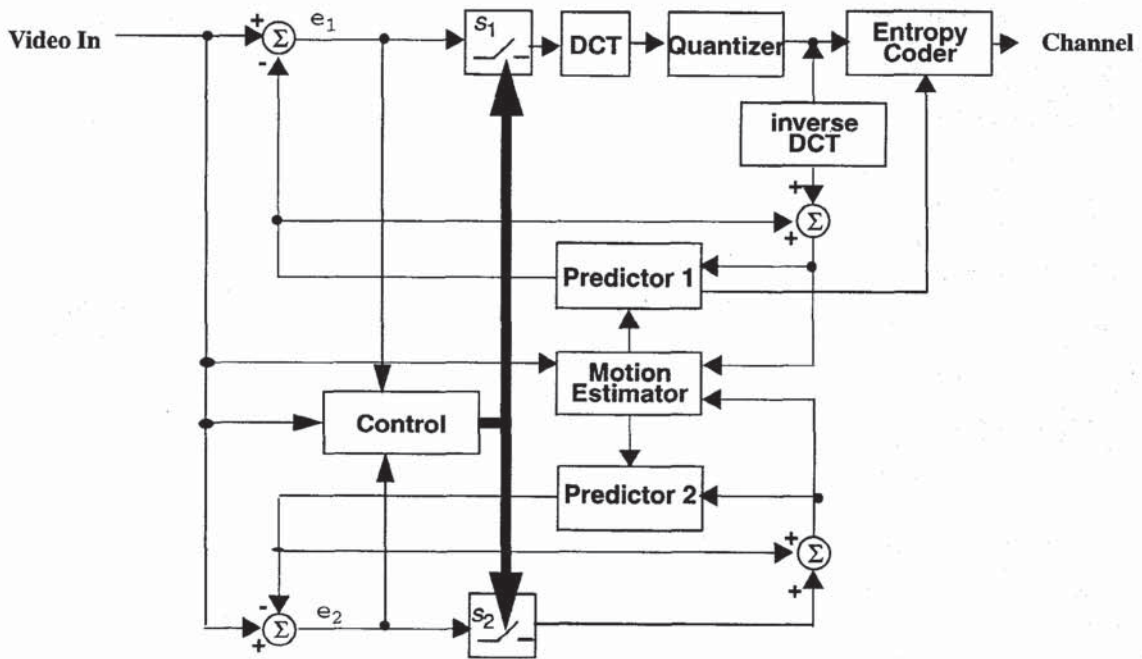 Video In
+
Σ
-
e1
s1
DCT
Quantizer
Entropy
Coder
Channel
inverse
DCT
+
Σ
+
Predictor 1
Motion
Estimator
Control
Predictor 2
+
Σ
+
-
Σ
+
e2
s2